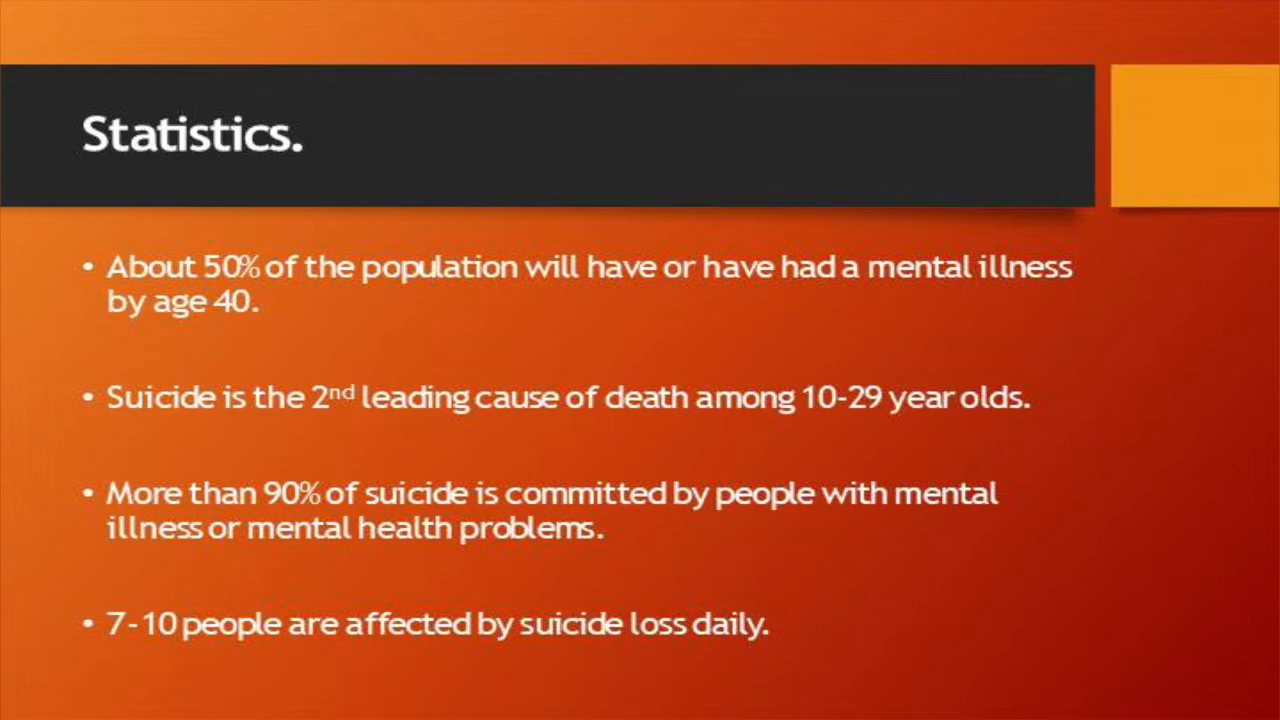 Statistics.
• About 50% of the population will have or have had a mental illness
by age 40.
• Suicide is the 2nd leading cause of death among 10-29 year olds.
• More than 90% of suicide is committed by people with mental
illness or mental health problems.
• 7-10 people are affected by suicide loss daily.